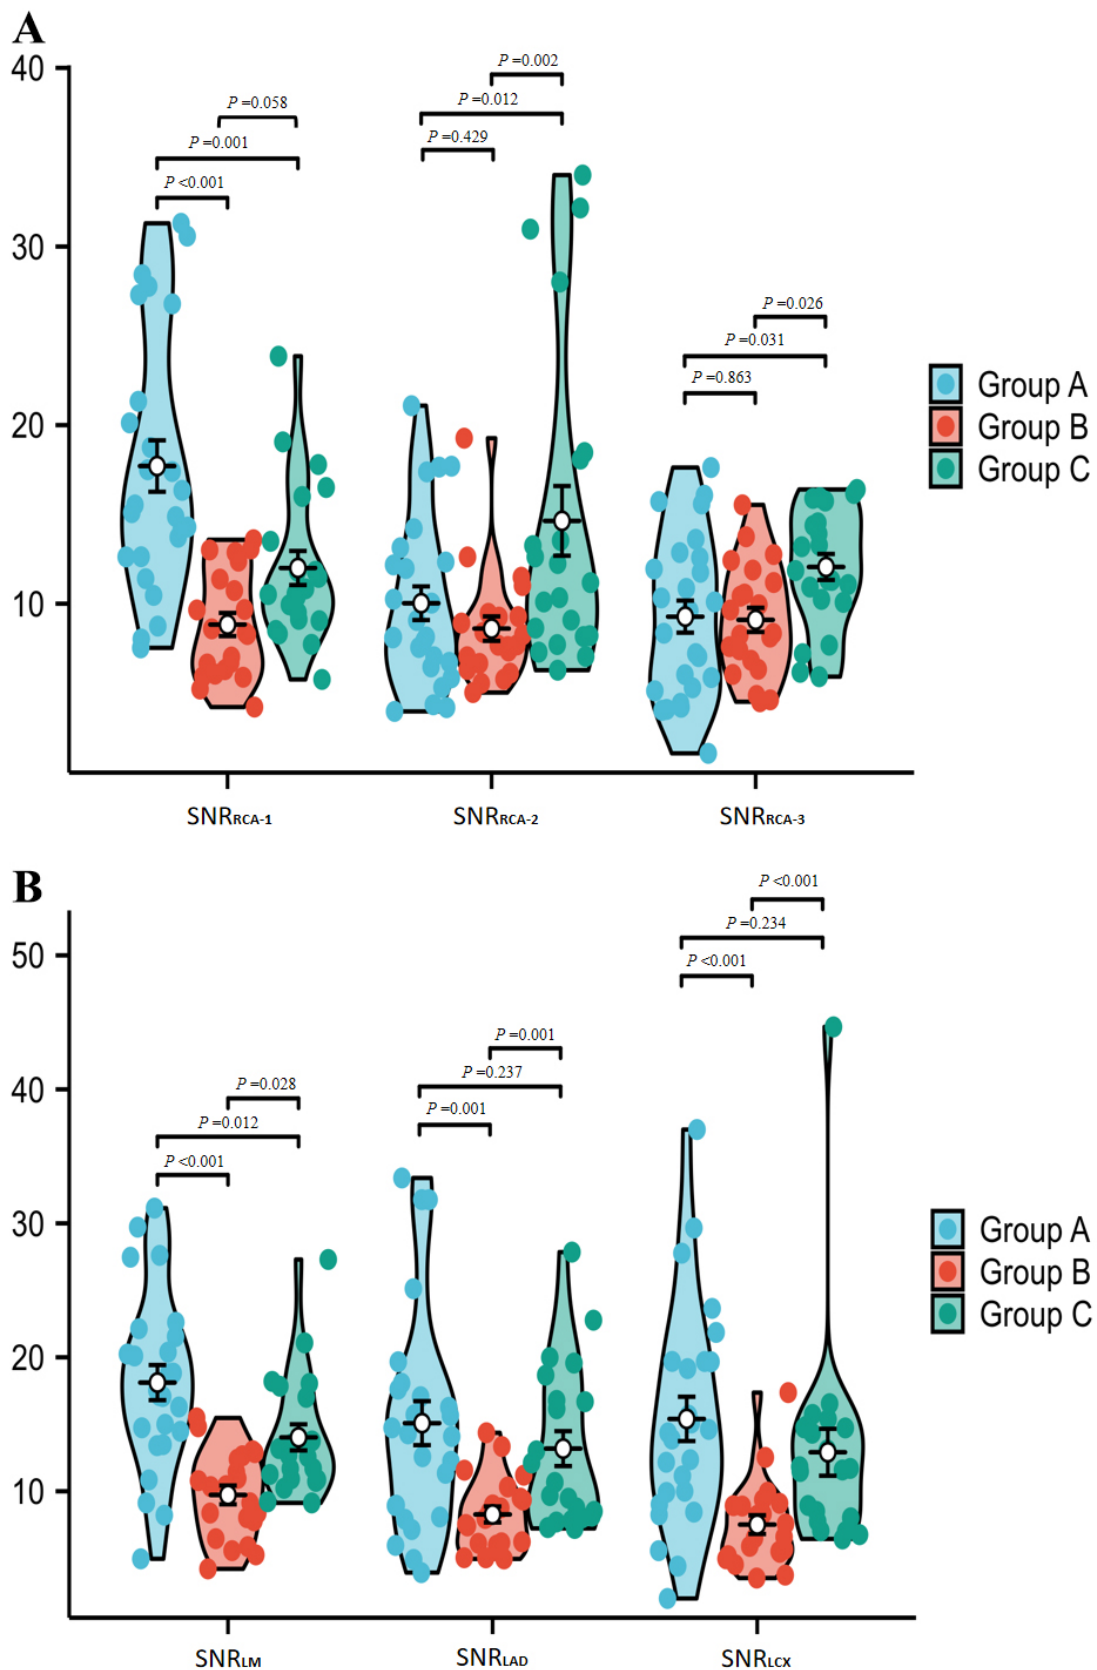 A
40
P =0.002
P =0.058
P =0.012
P =0.001
P =0.429
P <0.001
30
P =0.026
P =0.031
P =0.863
Group A
20
Group B
Group C
10
SNRRCA-1
SNRRCA-2
SNRRCA-3
B
P <0.001
P =0.234
50
P <0.001
P =0.001
P =0.237
40
P =0.028
P =0.001
P =0.012
P <0.001
30
Group A
Group B
Group C
20
10
SNRLM
SNRLAD
SNRLCX